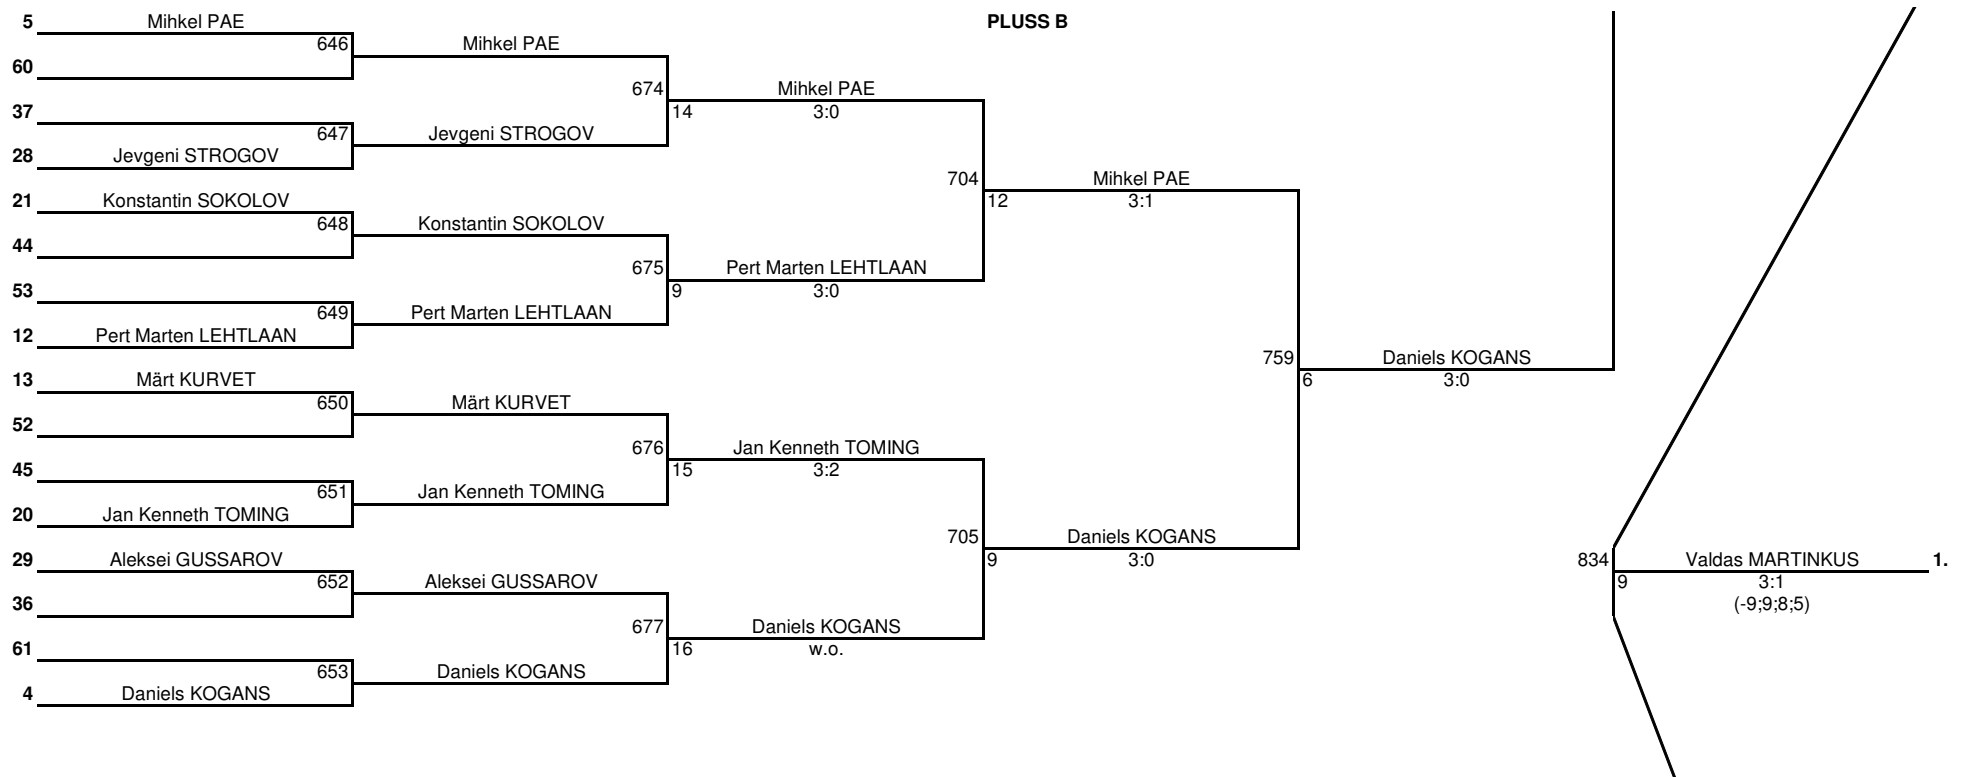 PLUSS B
5 Mihkel PAE
646 Mihkel PAE
60
674 Mihkel PAE
37
14 3:0
647 Jevgeni STROGOV
28 Jevgeni STROGOV
704 Mihkel PAE
21 Konstantin SOKOLOV
12 3:1
648 Konstantin SOKOLOV
44
675 Pert Marten LEHTLAAN
53
9 3:0
649 Pert Marten LEHTLAAN
12 Pert Marten LEHTLAAN
759 Daniels KOGANS
13 Märt KURVET
6 3:0
650 Märt KURVET
52
676 Jan Kenneth TOMING
45
15 3:2
651 Jan Kenneth TOMING
20 Jan Kenneth TOMING
705 Daniels KOGANS
29 Aleksei GUSSAROV
9 3:0
834 Valdas MARTINKUS 1.
652 Aleksei GUSSAROV
9 3:1
36
(-9;9;8;5)
677 Daniels KOGANS
61
16 w.o.
653 Daniels KOGANS
4 Daniels KOGANS